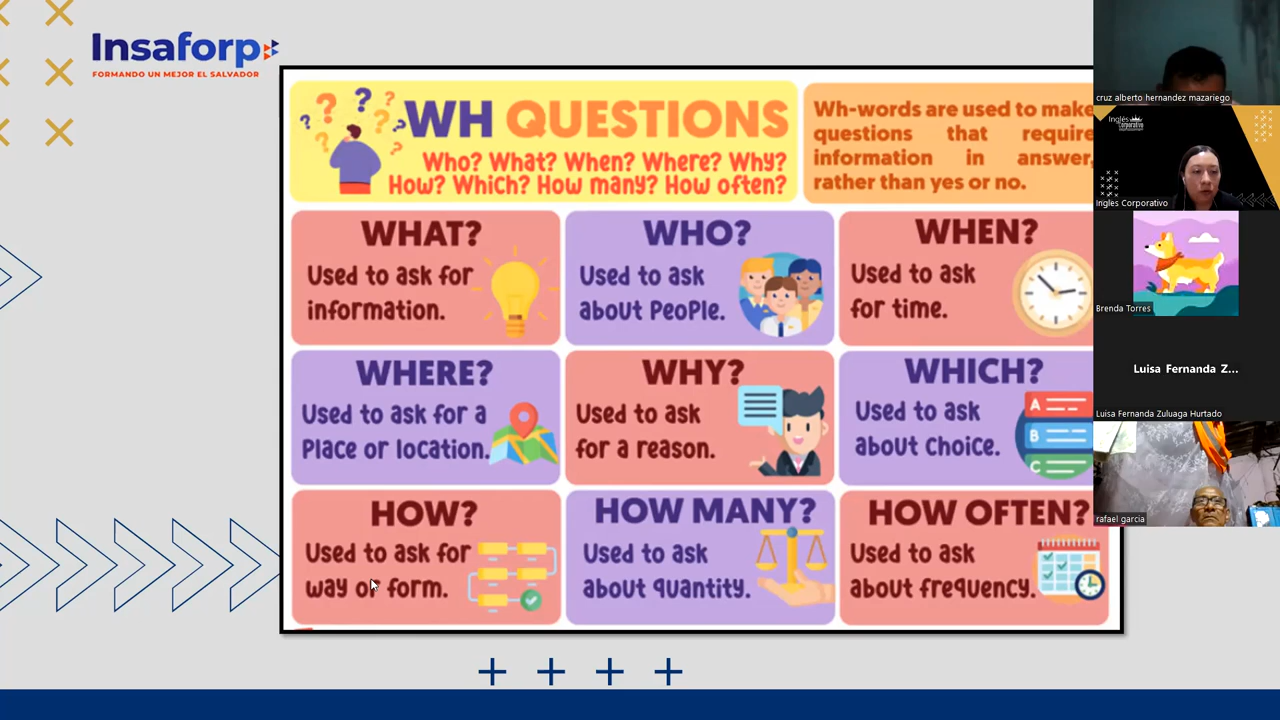 Insaforp
FORMANDO UN MEJOR EL SALVADOR
WH QUESTIONS
Who? What? When? Where? Why?
How? Which? How many? How often?
Wh-words are used to make
questions that require
information in answer,
rather than yes or no.
WHAT?
Used to ask for
information.
WHO?
Used to ask
about People.
WHEN?
Used to ask
for time.
WHERE?
Used to ask for a
Place or location.
WHY?
Used to ask
for a reason.
WHICH?
Used to ask
about Choice.
A
B
C
HOW?
Used to ask for
way or form.
HOW MANY?
Used to ask
about quantity.
HOW OFTEN?
Used to ask
about frequency.
cruz alberto hernandez mazariego
Inglés
Corporativo
Ingles Corporativo
Brenda Torres
Luisa Fernanda Z...
Luisa Fernanda Zuluaga Hurtado
rafael garcia